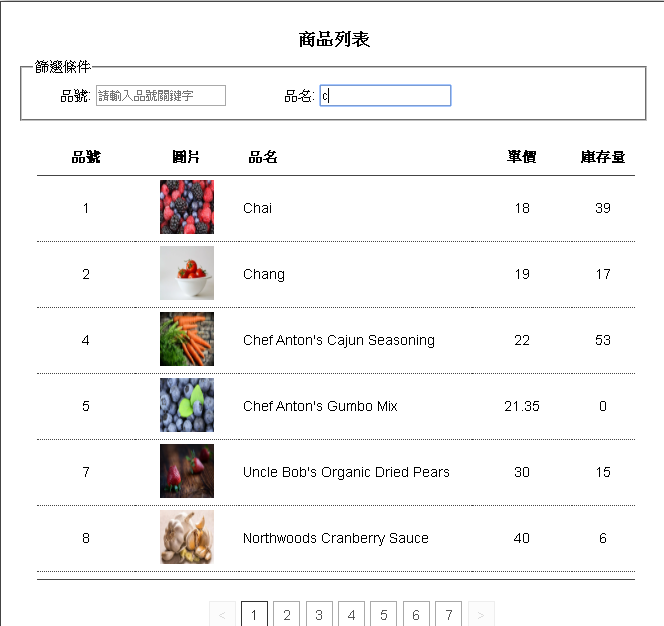 商品列表
篩選條件
品號: 請輸入品號關鍵字 品名: c
品號 圖片 品名 單價 庫存量
1 Chai 18 39
2 Chang 19 17
4 Chef Anton's Cajun Seasoning 22 53
5 Chef Anton's Gumbo Mix 21.35 0
7 Uncle Bob's Organic Dried Pears 30 15
8 Northwoods Cranberry Sauce 40 6
< 1 2 3 4 5 6 7 >